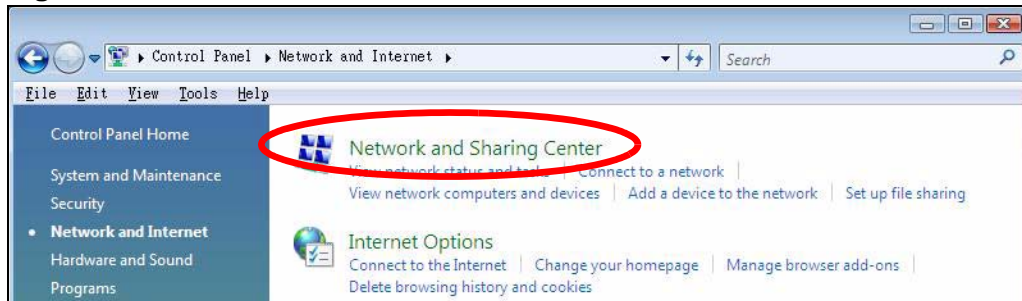 Control Panel ▸ Network and Internet ▸
Search
File Edit View Tools Help
Control Panel Home
System and Maintenance
Security
• Network and Internet
Hardware and Sound
Programs
Network and Sharing Center
View network status and tasks | Connect to a network |
View network computers and devices | Add a device to the network | Set up file sharing
Internet Options
Connect to the Internet | Change your homepage | Manage browser add-ons |
Delete browsing history and cookies